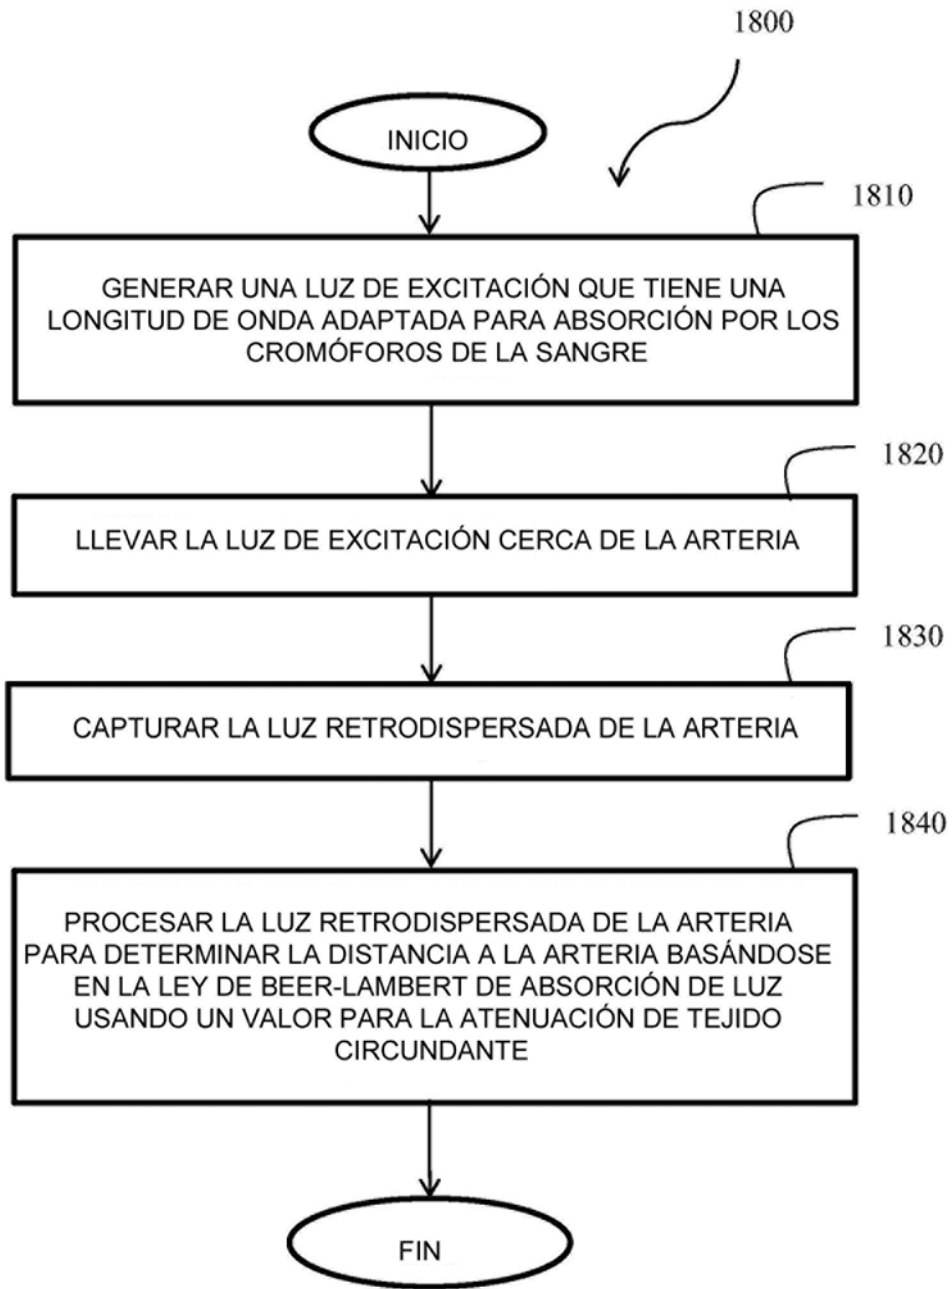 1800
INICIO
1810
GENERAR UNA LUZ DE EXCITACIÓN QUE TIENE UNA
LONGITUD DE ONDA ADAPTADA PARA ABSORCIÓN POR LOS
CROMÓFOROS DE LA SANGRE
1820
LLEVAR LA LUZ DE EXCITACIÓN CERCA DE LA ARTERIA
1830
CAPTURAR LA LUZ RETRODISPERSADA DE LA ARTERIA
1840
PROCESAR LA LUZ RETRODISPERSADA DE LA ARTERIA
PARA DETERMINAR LA DISTANCIA A LA ARTERIA BASÁNDOSE
EN LA LEY DE BEER-LAMBERT DE ABSORCIÓN DE LUZ
USANDO UN VALOR PARA LA ATENUACIÓN DE TEJIDO
CIRCUNDANTE
FIN